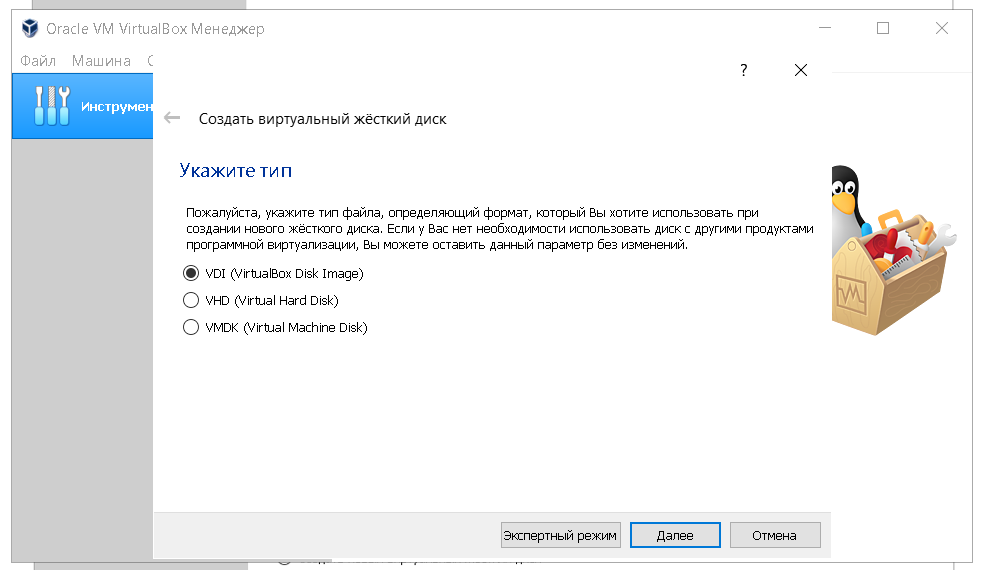 Oracle VM VirtualBox Менеджер
Файл Машина
?
Инструмен
Создать виртуальный жёсткий диск
Укажите тип
Пожалуйста, укажите тип файла, определяющий формат, который Вы хотите использовать при
создании нового жёсткого диска. Если у Вас нет необходимости использовать диск с другими продуктами
программной виртуализации, Вы можете оставить данный параметр без изменений.
VDI (VirtualBox Disk Image)
VHD (Virtual Hard Disk)
VMDK (Virtual Machine Disk)
Экспертный режим Далее Отмена